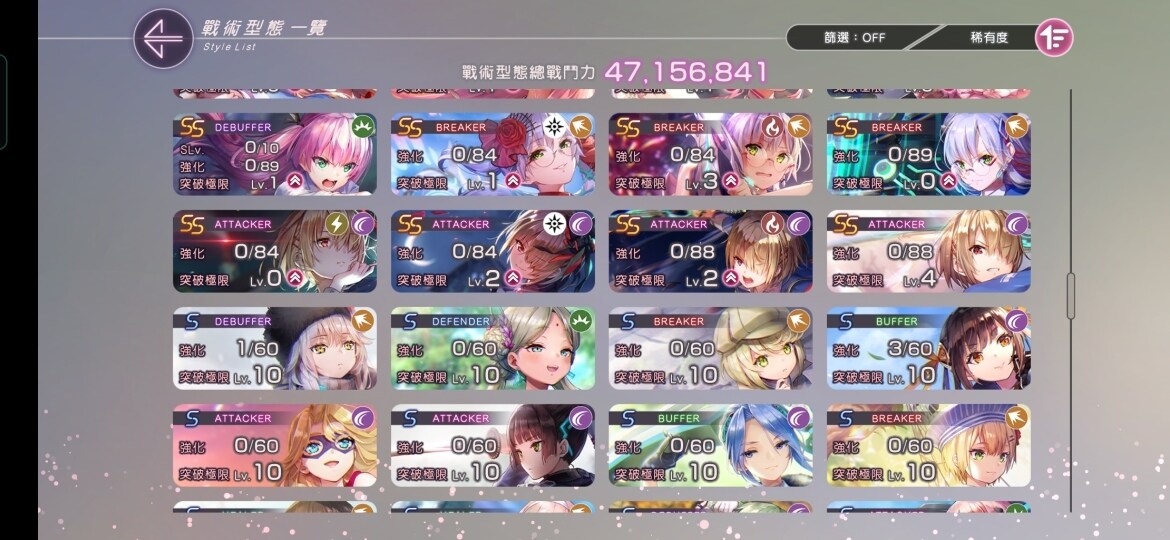 戰術型態一覽
Style List
篩選：OFF
稀有度
戰術型態總戰鬥力 47,156,841
SS DEBUFFER
SLv. 0/10
強化 0/89
突破極限 Lv.1
SS BREAKER
強化 0/84
突破極限 Lv.1
SS BREAKER
強化 0/84
突破極限 Lv.3
SS BREAKER
強化 0/89
突破極限 Lv.0
SS ATTACKER
強化 0/84
突破極限 Lv.0
SS ATTACKER
強化 0/84
突破極限 Lv.2
SS ATTACKER
強化 0/88
突破極限 Lv.2
SS ATTACKER
強化 0/88
突破極限 Lv.4
S DEBUFFER
強化 1/60
突破極限 Lv.10
S DEFENDER
強化 0/60
突破極限 Lv.10
S BREAKER
強化 0/60
突破極限 Lv.10
S BUFFER
強化 3/60
突破極限 Lv.10
S ATTACKER
強化 0/60
突破極限 Lv.10
S ATTACKER
強化 0/60
突破極限 Lv.10
S BUFFER
強化 0/60
突破極限 Lv.10
S BREAKER
強化 0/60
突破極限 Lv.10